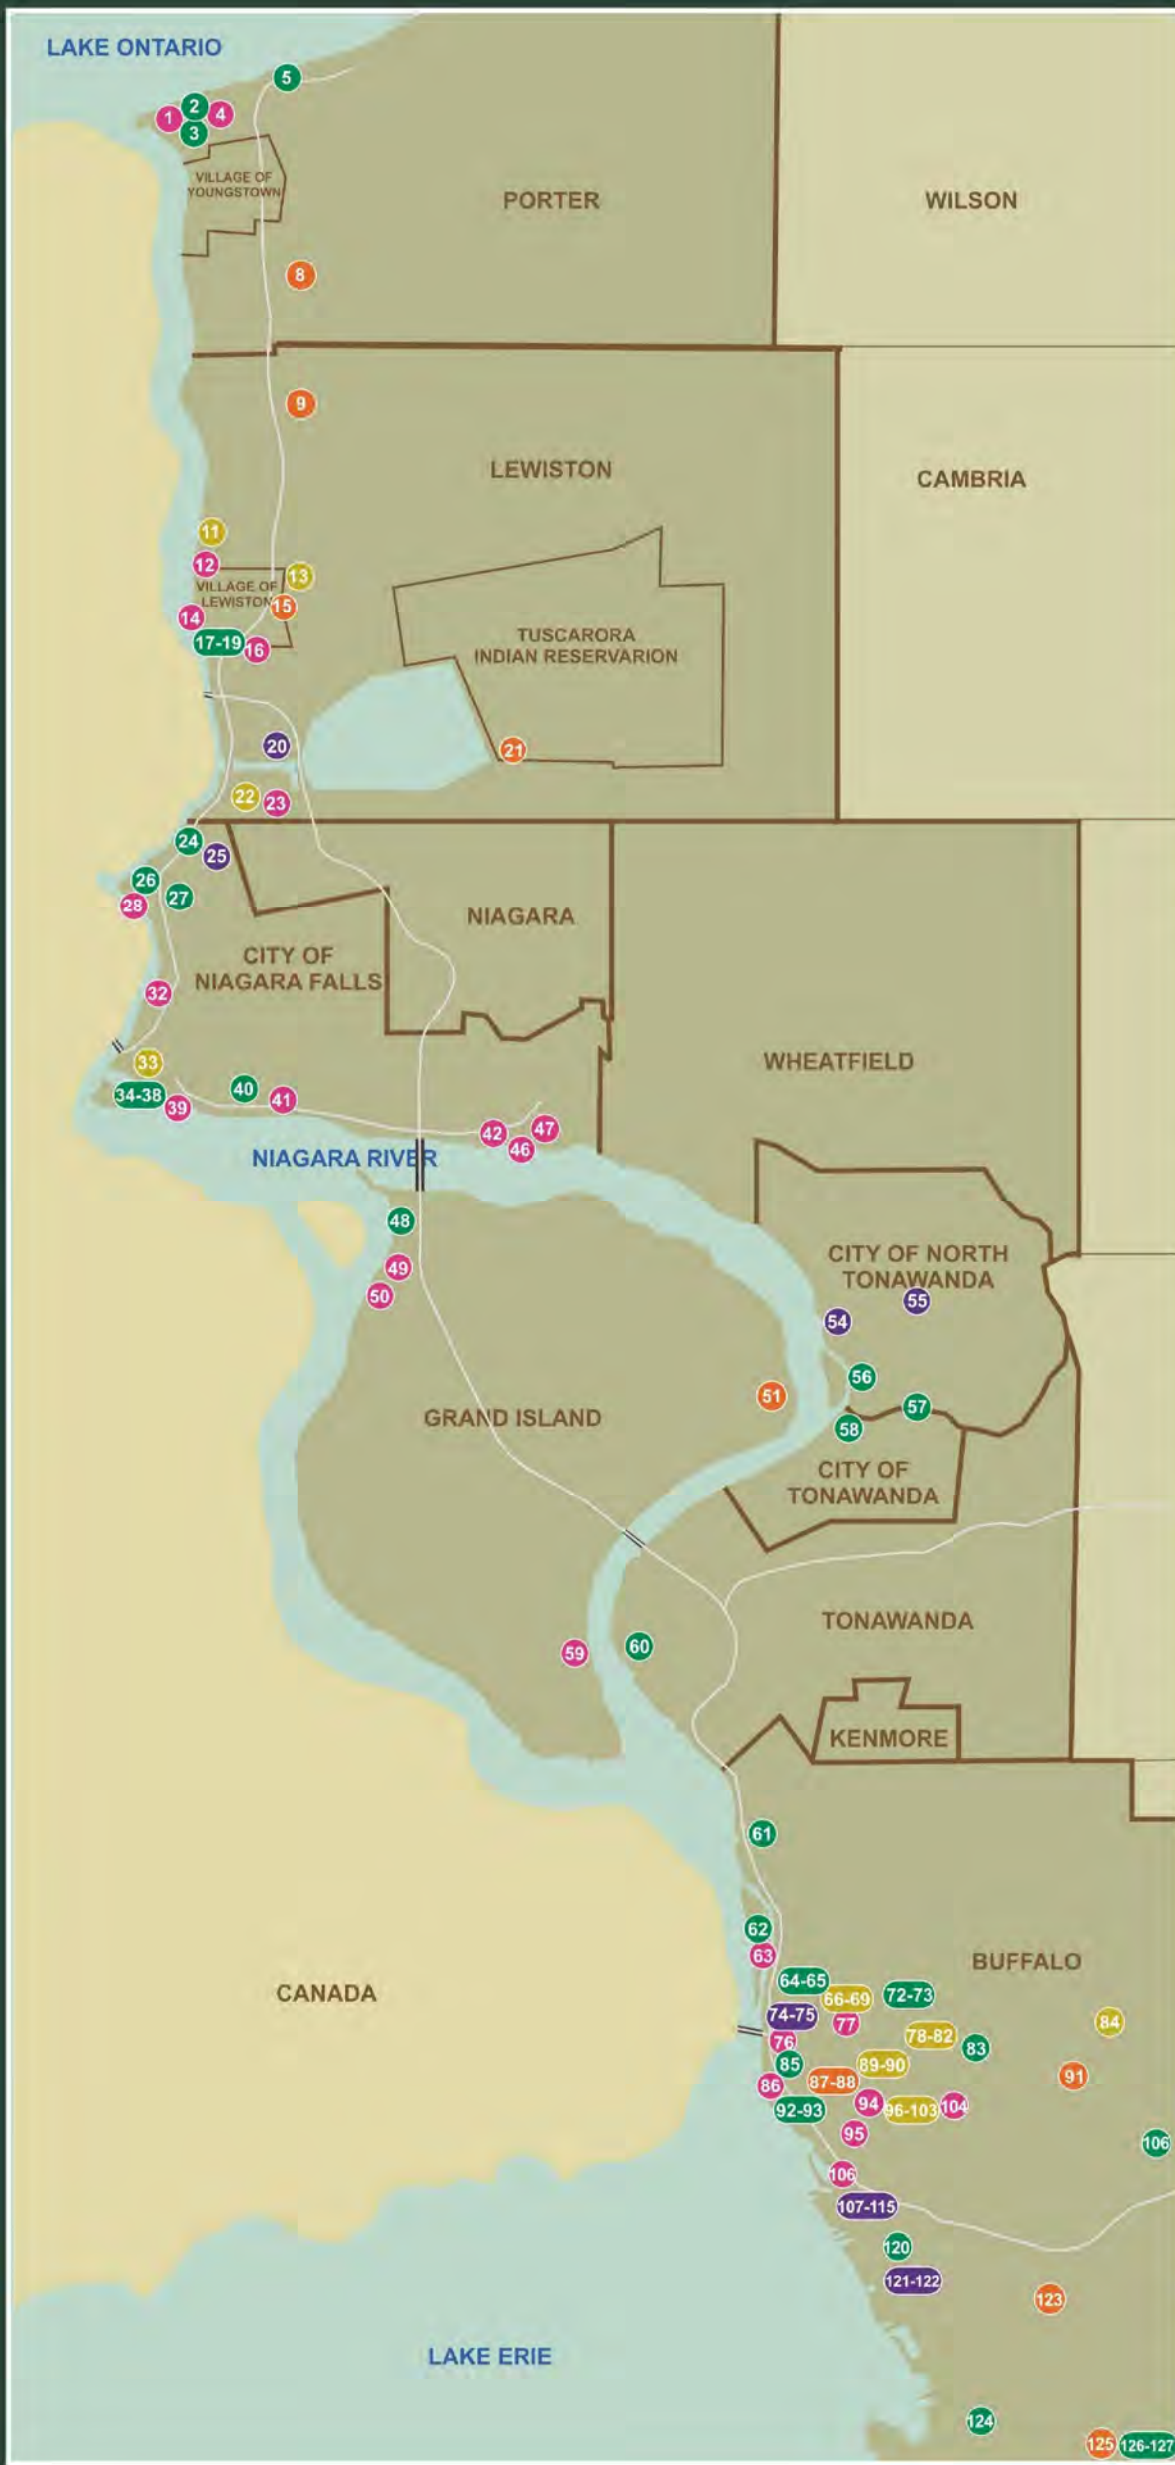 LAKE ONTARIO
5
2
1
4
3
VILLAGE OF
YOUNGSTOWN
PORTER
WILSON
8
9
LEWISTON
CAMBRIA
11
12
13
VILLAGE OF
LEWISTON
15
14
17-19
16
TUSCARORA
INDIAN RESERVARION
20
21
22
23
24
25
26
27
28
NIAGARA
CITY OF
NIAGARA FALLS
32
33
WHEATFIELD
34-38
39
40
41
42
46
47
NIAGARA RIVER
48
49
50
CITY OF NORTH
TONAWANDA
55
54
51
56
57
58
GRAND ISLAND
CITY OF
TONAWANDA
59
60
TONAWANDA
KENMORE
61
62
63
BUFFALO
CANADA
64-65
66-69
72-73
74-75
77
76
78-82
83
84
85
89-90
86
87-88
91
92-93
94
96-103
104
95
106
106
107-115
120
121-122
123
LAKE ERIE
124
125
126-127